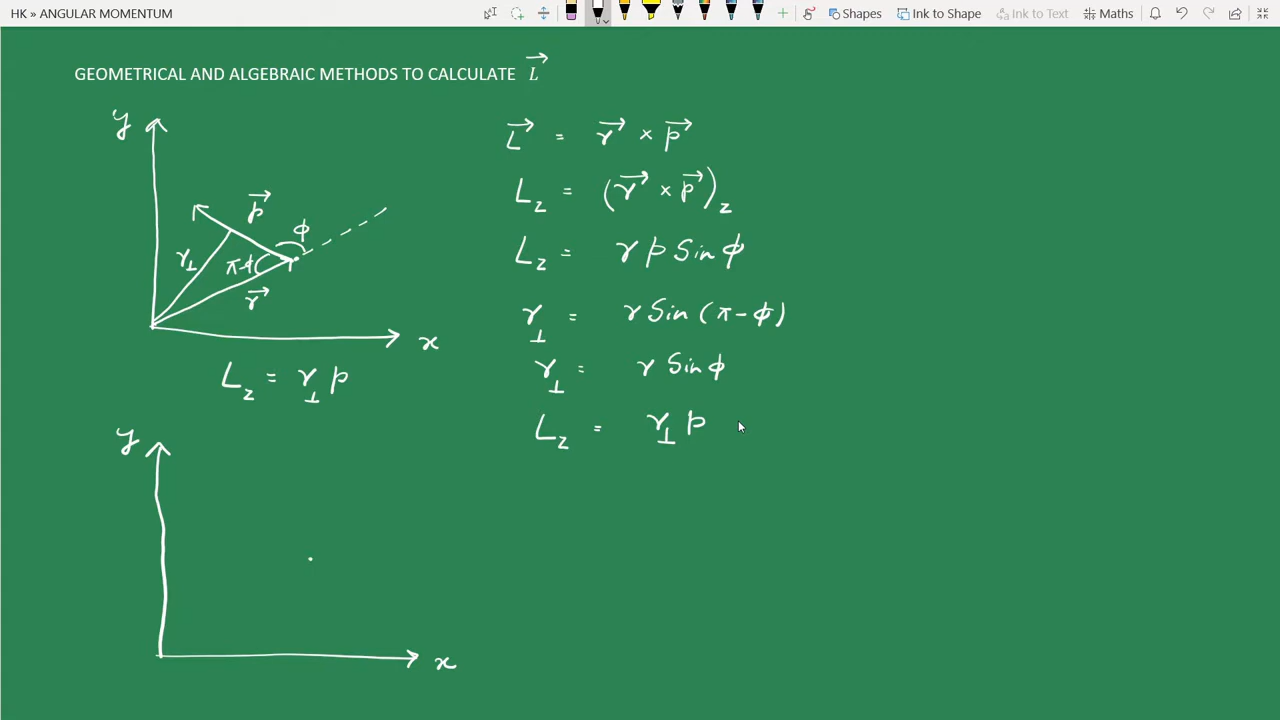 HK » ANGULAR MOMENTUM
Shapes
Ink to Shape
Ink to Text
Maths
GEOMETRICAL AND ALGEBRAIC METHODS TO CALCULATE L⃗
y
p⃗
ϕ
r⊥
π-ϕ
r⃗
x
L_z = r⊥ p
L⃗ = r⃗ × p⃗
L_z = (r⃗ × p⃗)_z
L_z = r p Sin ϕ
r⊥ = r Sin (π - ϕ)
r⊥ = r Sin ϕ
L_z = r⊥ p
y
x